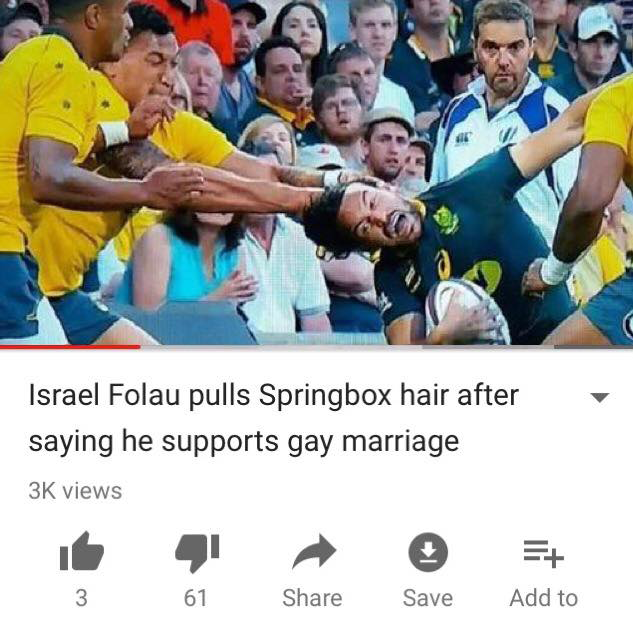 Israel Folau pulls Springbox hair after
saying he supports gay marriage
3K views
3
61
Share
Save
Add to